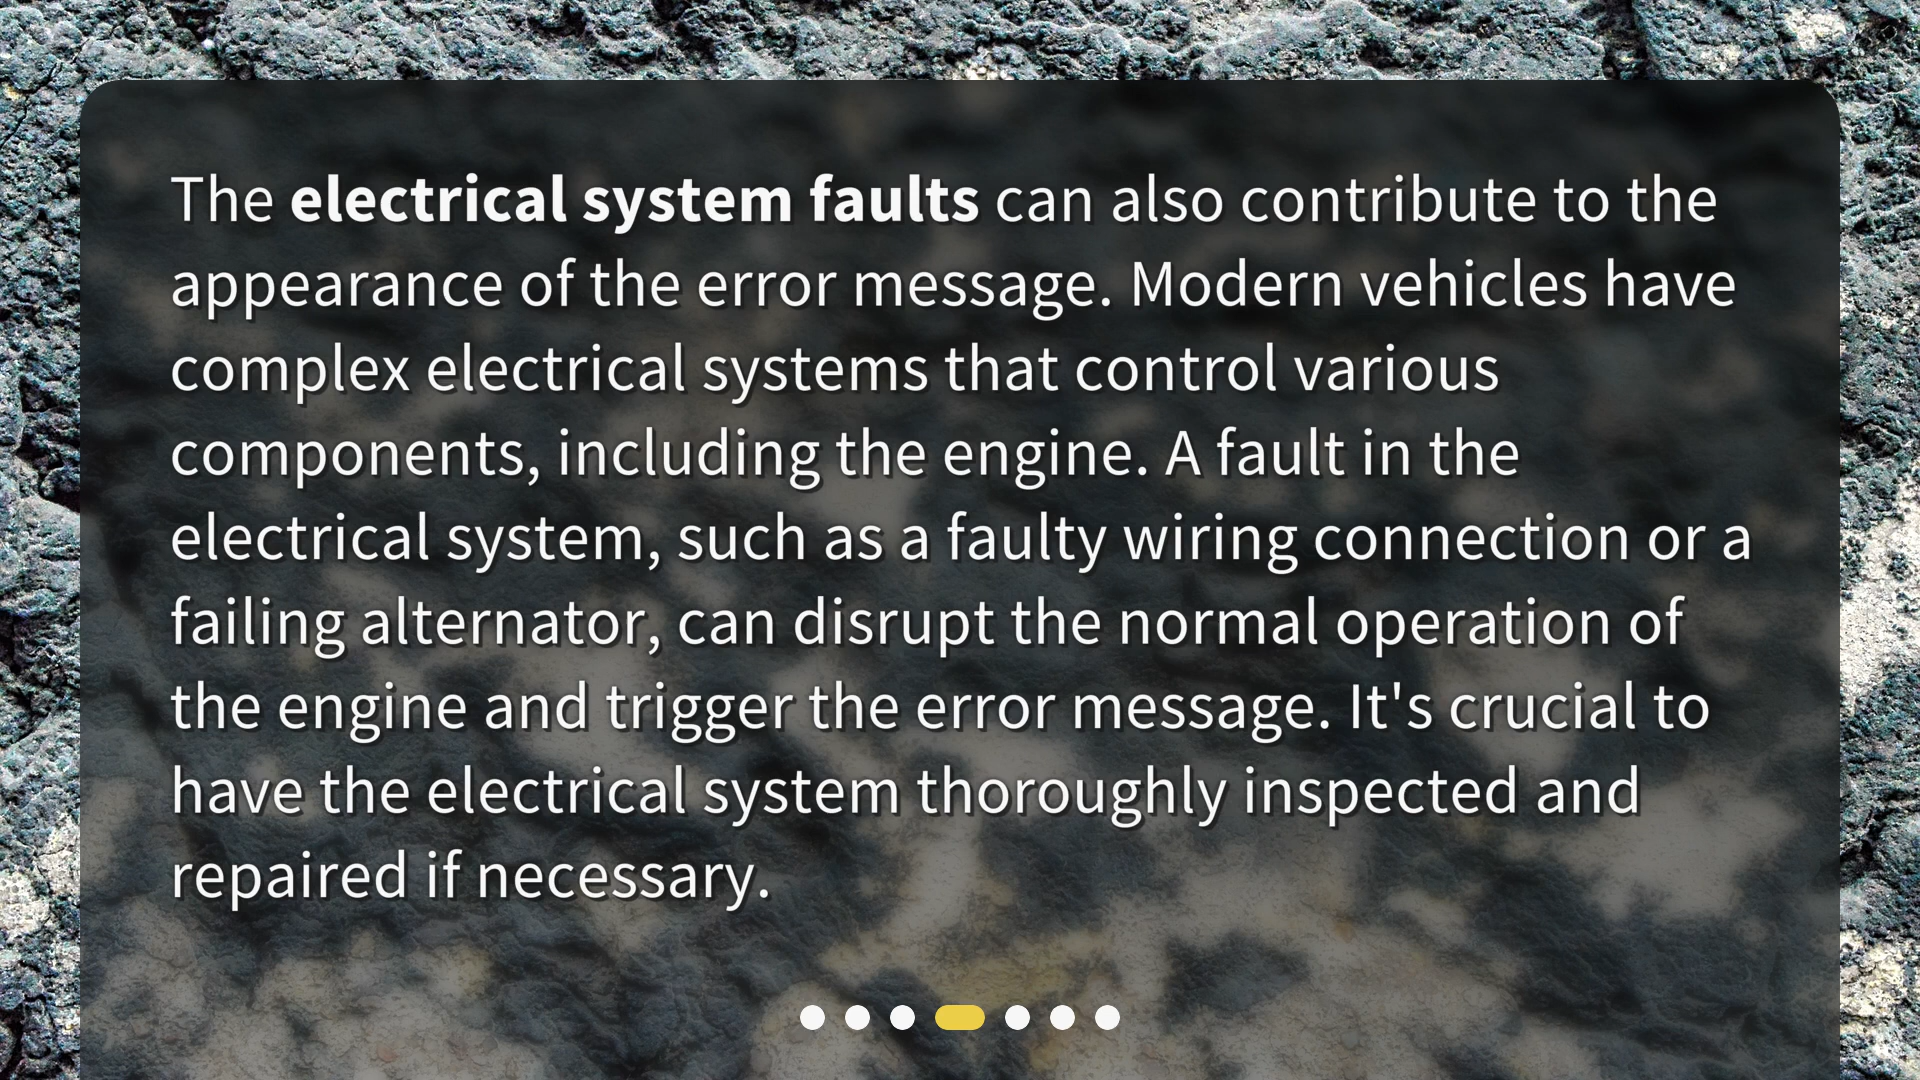 The electrical system faults can also contribute to the
appearance of the error message. Modern vehicles have
complex electrical systems that control various
components, including the engine. A fault in the
electrical system, such as a faulty wiring connection or a
failing alternator, can disrupt the normal operation of
the engine and trigger the error message. It's crucial to
have the electrical system thoroughly inspected and
repaired if necessary.